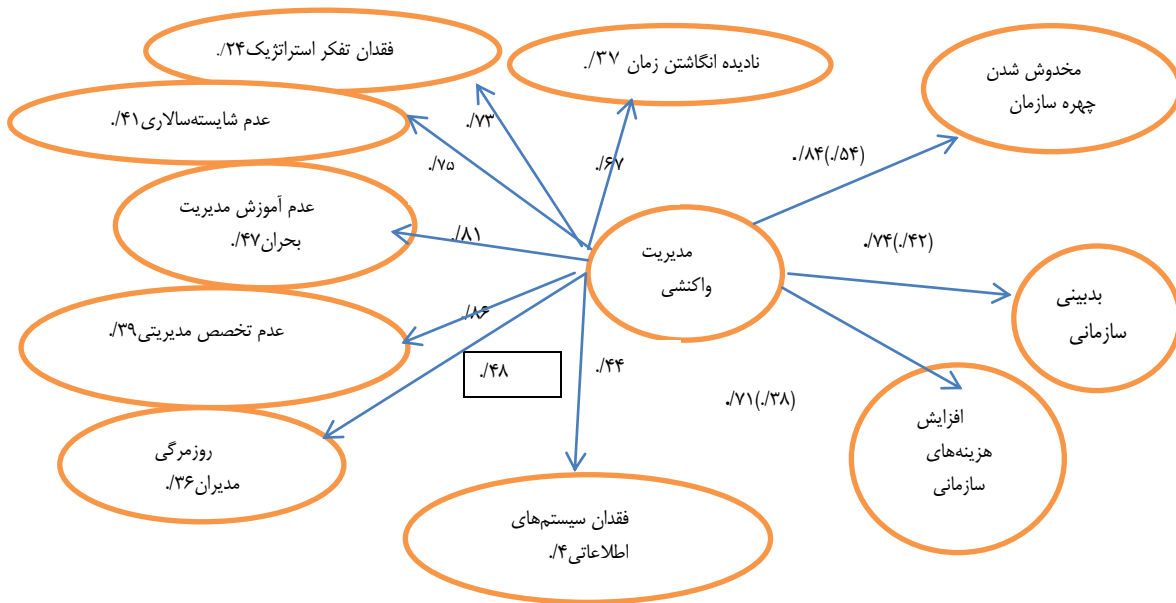 فقدان تفکر استراتژیک۲۴/.
نادیده انگاشتن زمان ۳۷/.
مخدوش شدن
چهره سازمان
عدم شایسته‌سالاری۴۱/.
۷۳/.
۷۵/.
۶۷/.
۸۴/.(۵۴/.)
عدم آموزش مدیریت
بحران۴۷/.
۸۱/.
مدیریت
واکنشی
۷۴/.(۴۲/.)
بدبینی
سازمانی
عدم تخصص مدیریتی۳۹/.
۸۶/.
۴۸/.
۴۴/.
۷۱/.(۳۸/.)
افزایش
هزینه‌های
سازمانی
روزمرگی
مدیران۳۶/.
فقدان سیستم‌های
اطلاعاتی۴/.